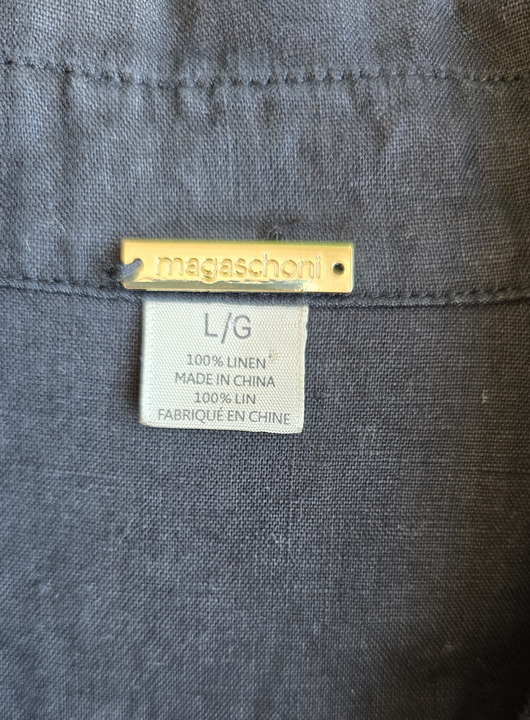 magaschoni
L/G
100% LINEN
MADE IN CHINA
100% LIN
FABRIQUÉ EN CHINE